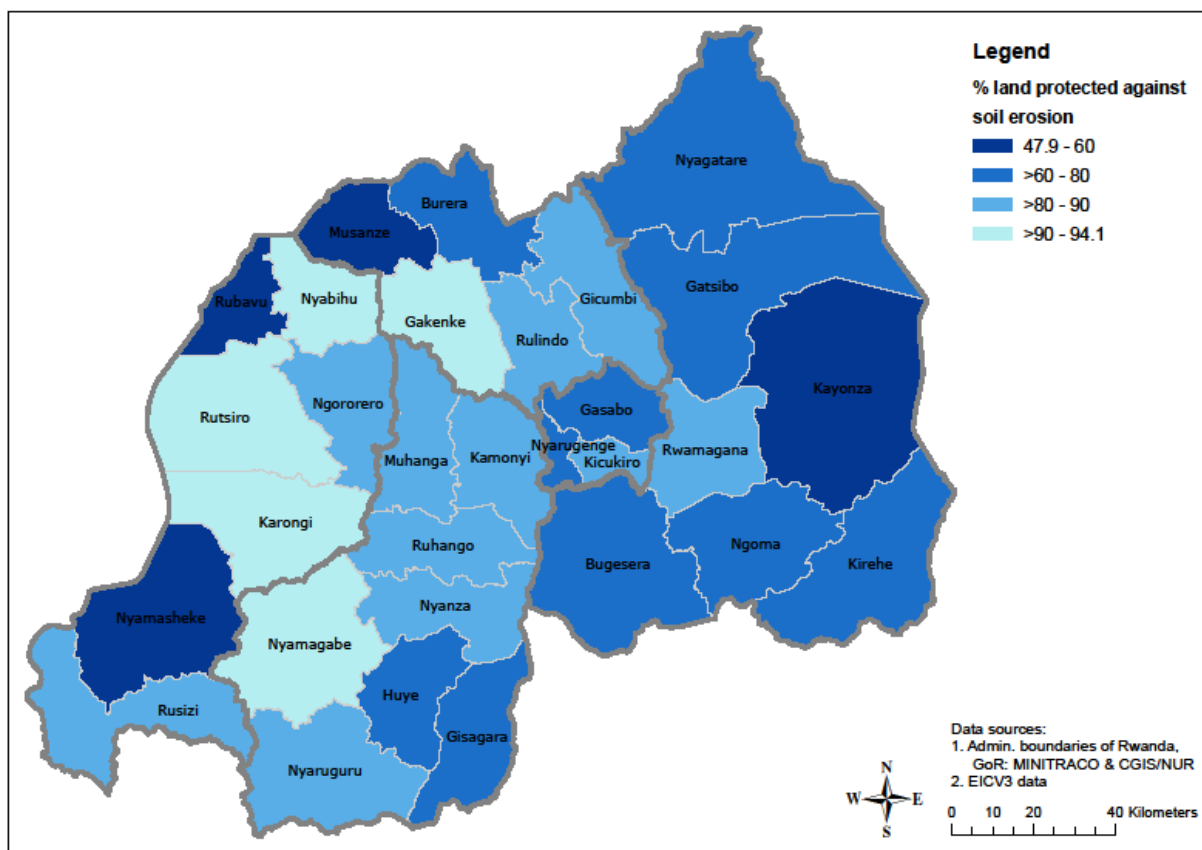 Legend
% land protected against
soil erosion
47.9 - 60
>60 - 80
>80 - 90
>90 - 94.1
Nyagatare
Burera
Musanze
Gatsibo
Rubavu
Nyabihu
Gicumbi
Gakenke
Rulindo
Kayonza
Gasabo
Ngororero
Rutsiro
Nyarugenge
Rwamagana
Kamonyi
Muhanga
Kicukiro
Karongi
Ruhango
Ngoma
Bugesera
Kirehe
Nyanza
Nyamasheke
Nyamagabe
Huye
Rusizi
Gisagara
Nyaruguru
Data sources:
1. Admin. boundaries of Rwanda,
GoR: MINITRACO & CGIS/NUR
2. EICV3 data
N
W E
S
0 10 20 40 Kilometers